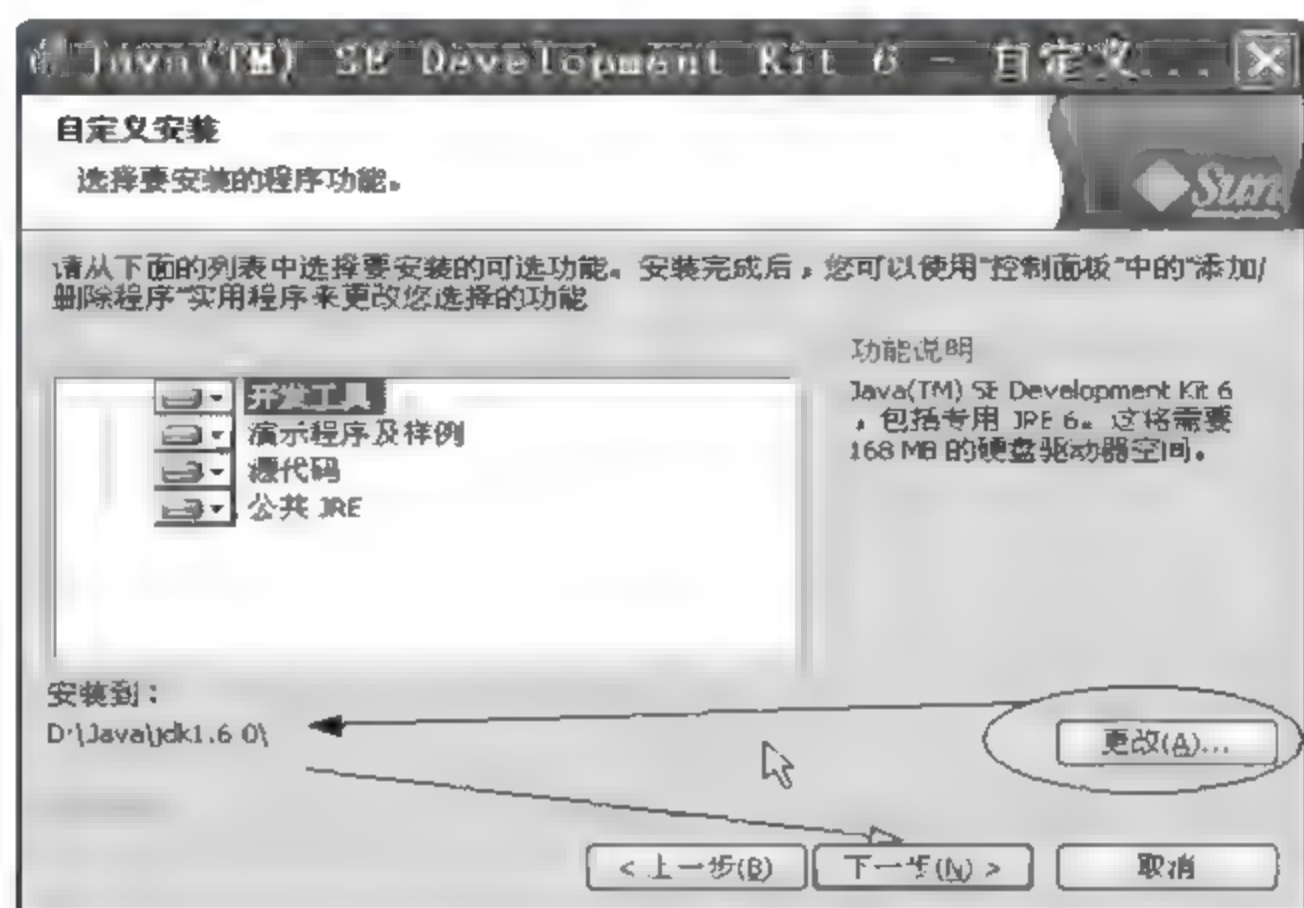 Java(TM) SE Development Kit 6 - 自定义...
自定义安装
选择要安装的程序功能。
Sun
请从下面的列表中选择要安装的可选功能。安装完成后，您可以使用"控制面板"中的"添加/
删除程序"实用程序来更改您选择的功能
开发工具
演示程序及样例
源代码
公共 JRE
功能说明
Java(TM) SE Development Kit 6
，包括专用 JRE 6。这将需要
168 MB 的硬盘驱动器空间。
安装到：
D:\Java\jdk1.6 0\
更改(A)...
< 上一步(B)
下一步(N) >
取消